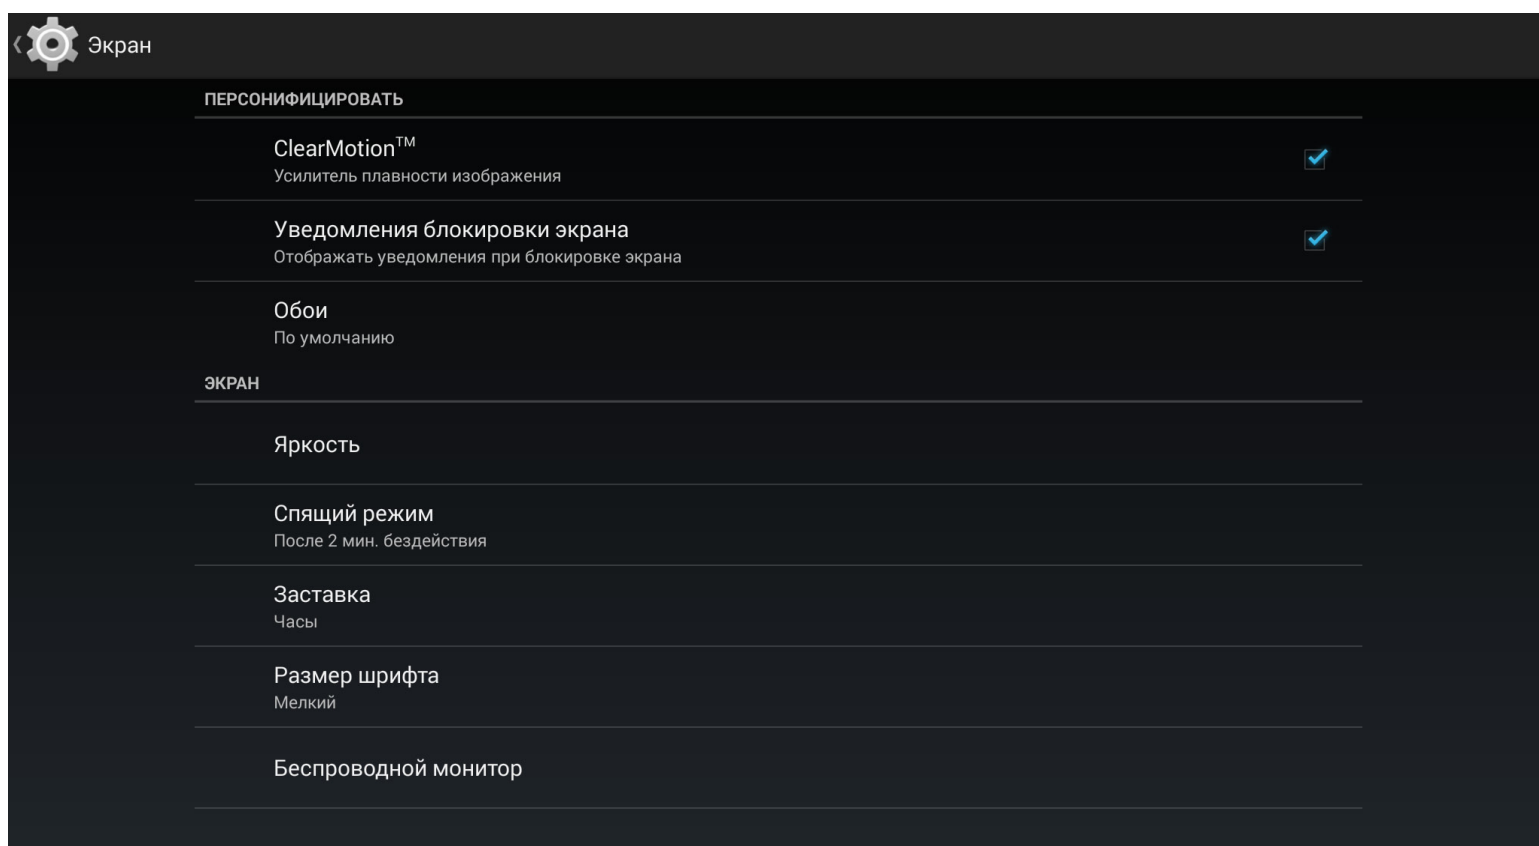 Экран
ПЕРСОНИФИЦИРОВАТЬ
ClearMotion™
Усилитель плавности изображения
Уведомления блокировки экрана
Отображать уведомления при блокировке экрана
Обои
По умолчанию
ЭКРАН
Яркость
Спящий режим
После 2 мин. бездействия
Заставка
Часы
Размер шрифта
Мелкий
Беспроводной монитор